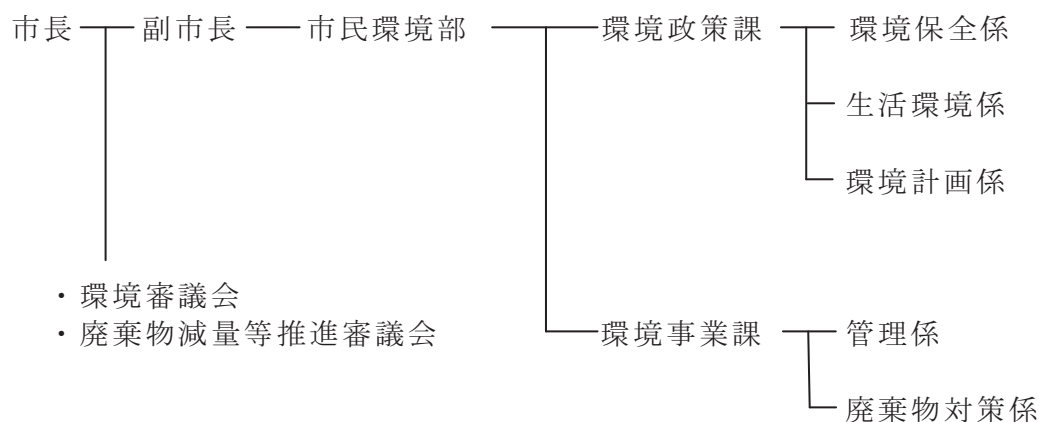 市長 副市長 市民環境部 環境政策課 環境保全係
生活環境係
環境計画係
・環境審議会
・廃棄物減量等推進審議会 環境事業課 管理係
廃棄物対策係